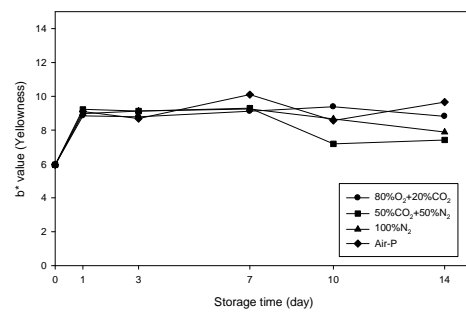 b* value (Yellowness)
14
12
10
8
6
4
2
0
80%O₂+20%CO₂
50%CO₂+50%N₂
100%N₂
Air-P
0 1 3 7 10 14
Storage time (day)